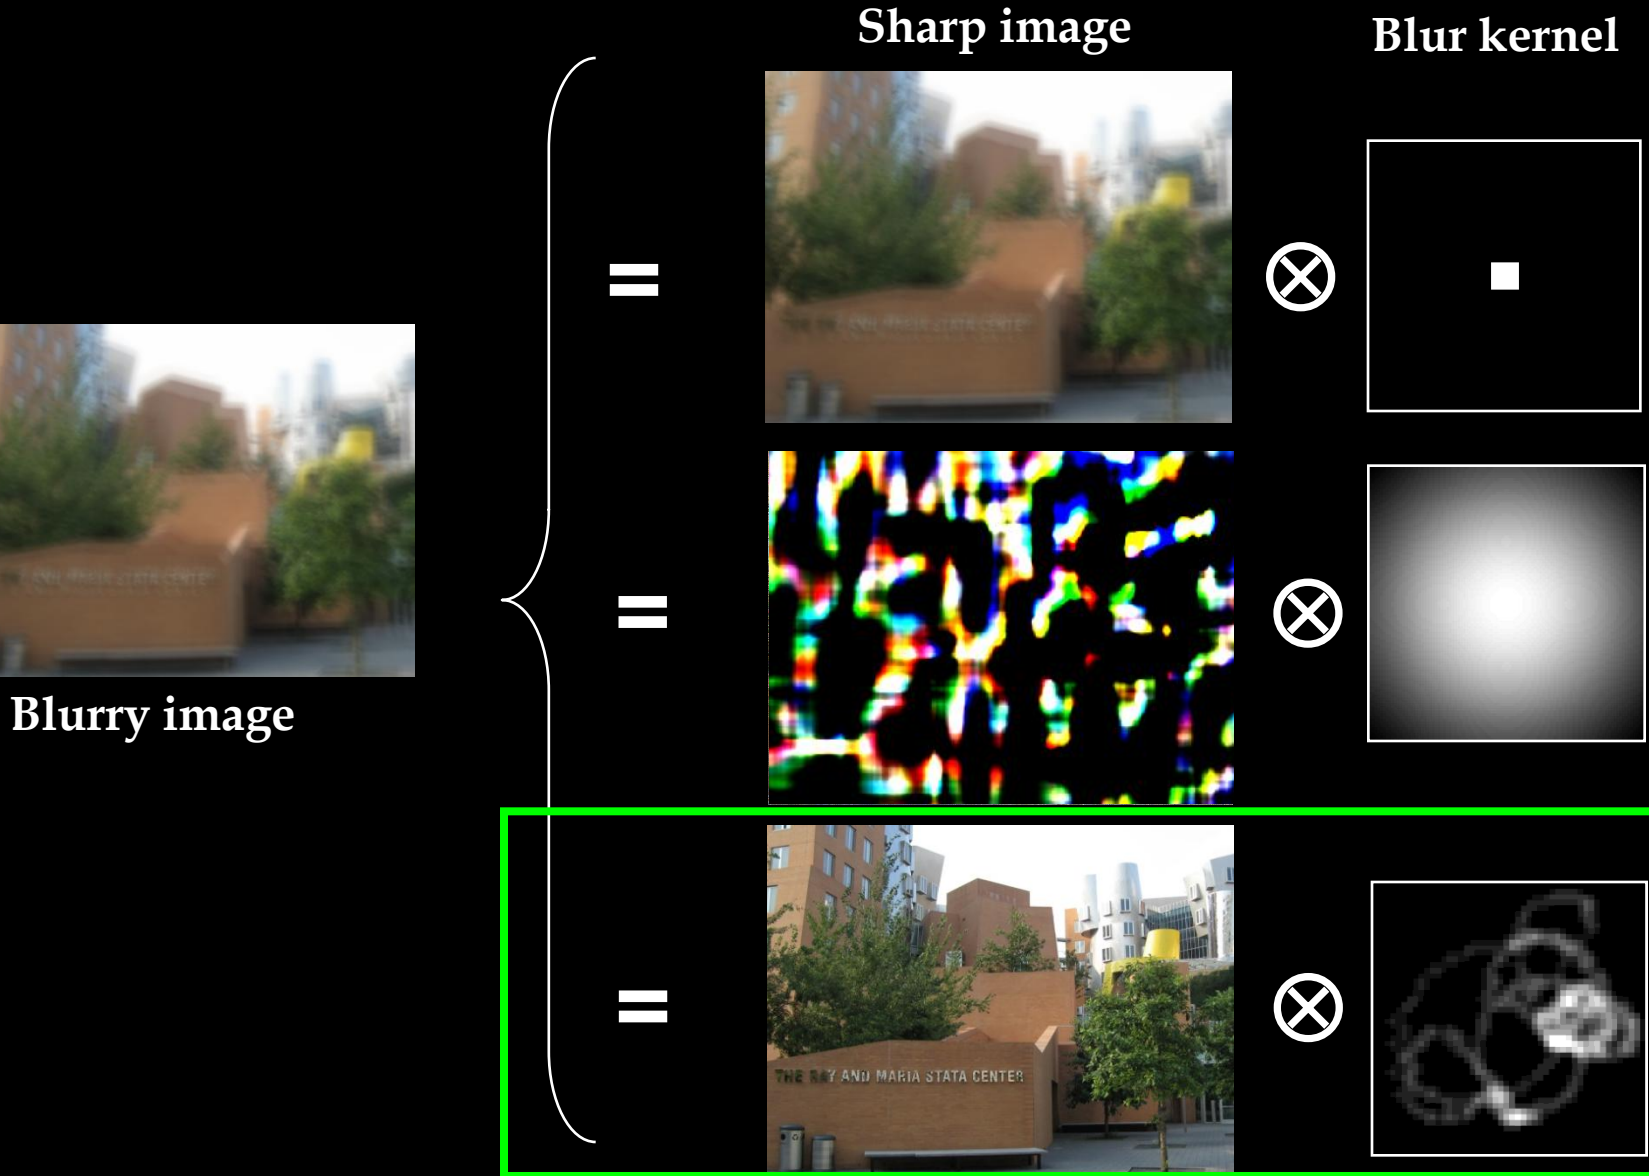 Sharp image
Blur kernel
=
=
Blurry image
=
THE RAY AND MARIA STATA CENTER